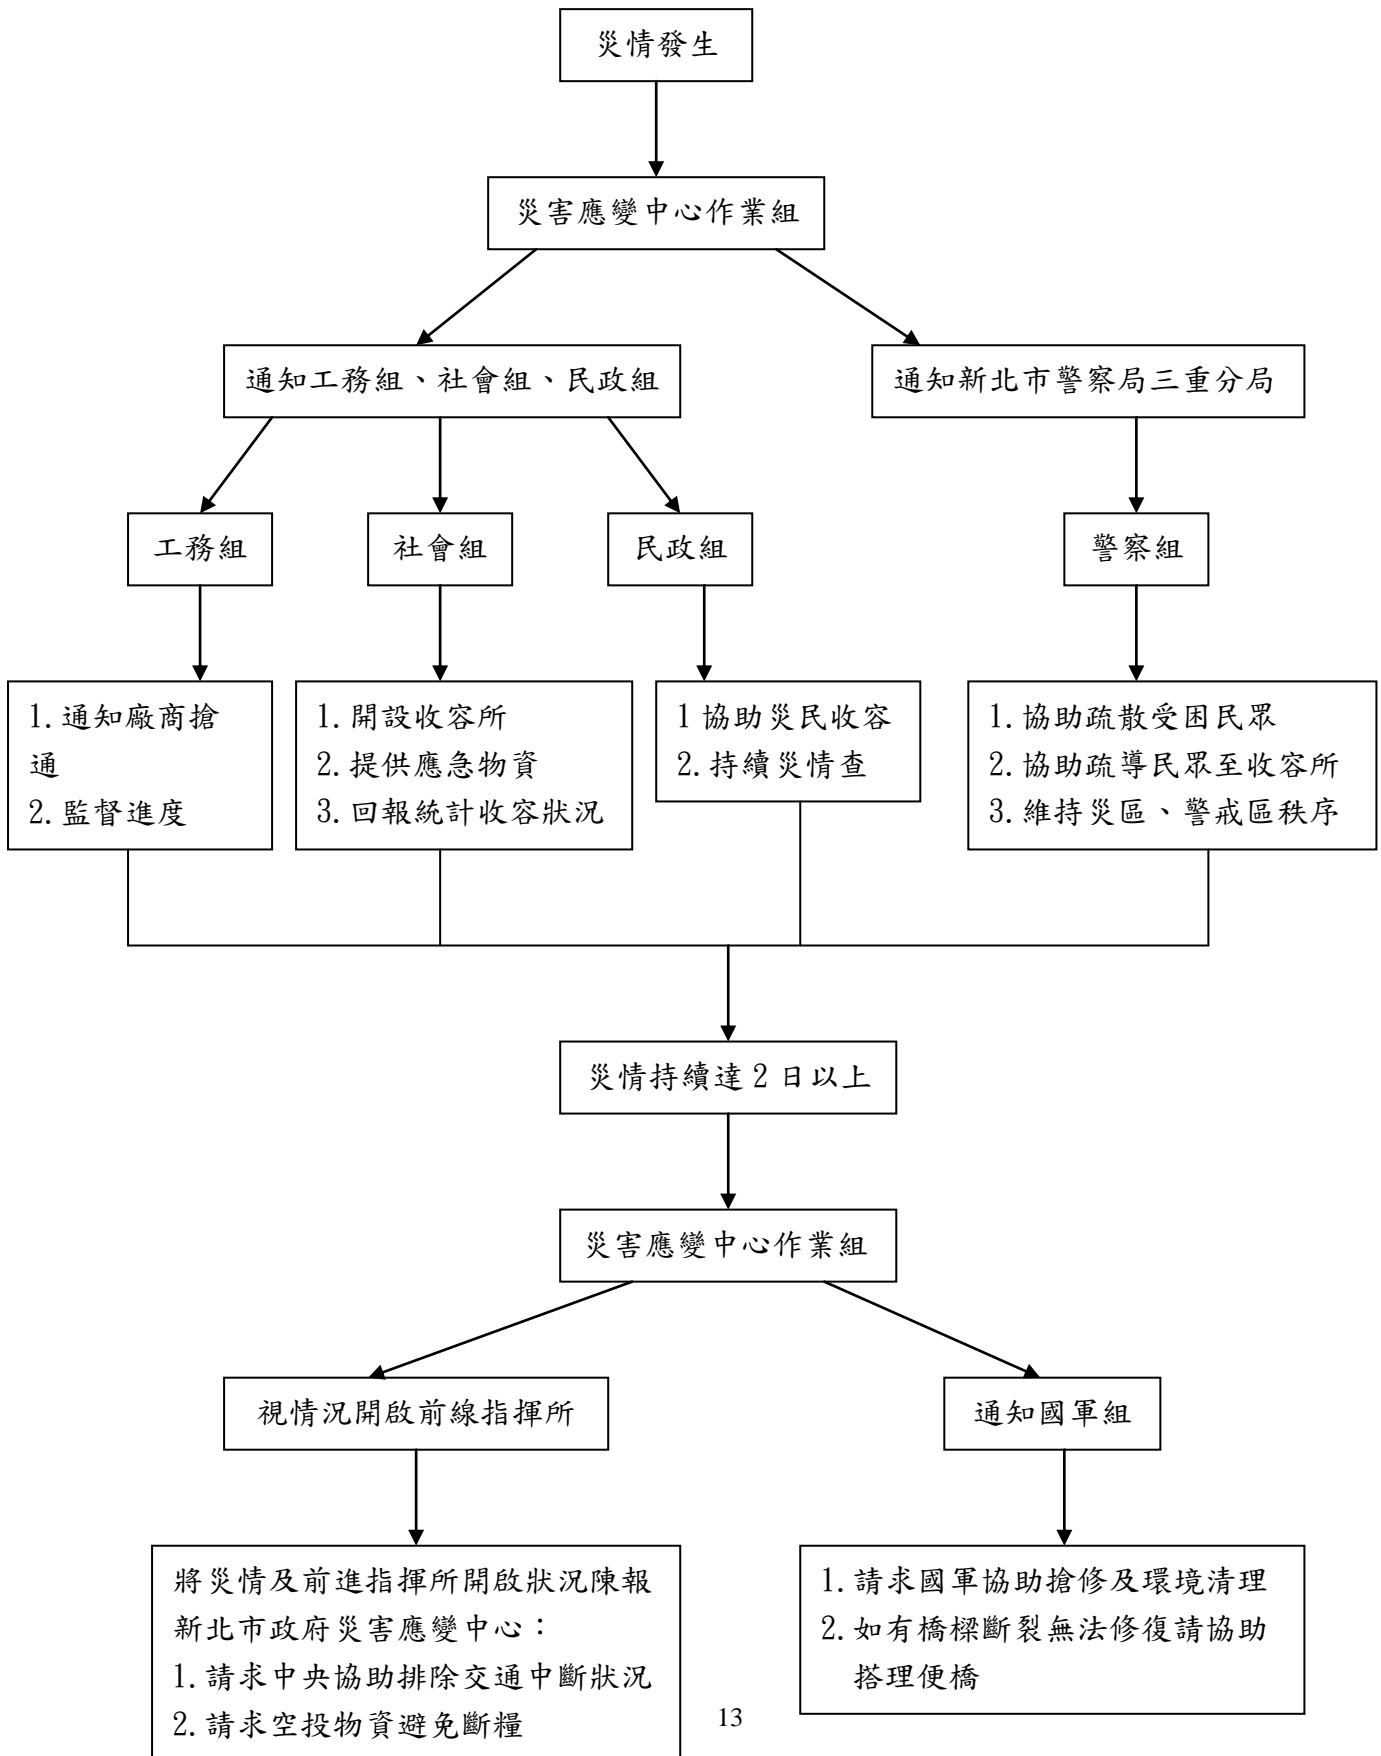 災情發生
災害應變中心作業組
通知工務組、社會組、民政組
通知新北市警察局三重分局
工務組
社會組
民政組
警察組
1.通知廠商搶
通
2.監督進度
1.開設收容所
2.提供應急物資
3.回報統計收容狀況
1 協助災民收容
2.持續災情查
1.協助疏散受困民眾
2.協助疏導民眾至收容所
3.維持災區、警戒區秩序
災情持續達 2 日以上
災害應變中心作業組
視情況開啟前線指揮所
通知國軍組
將災情及前進指揮所開啟狀況陳報
新北市政府災害應變中心：
1.請求中央協助排除交通中斷狀況
2.請求空投物資避免斷糧
1.請求國軍協助搶修及環境清理
2.如有橋樑斷裂無法修復請協助
搭理便橋
13